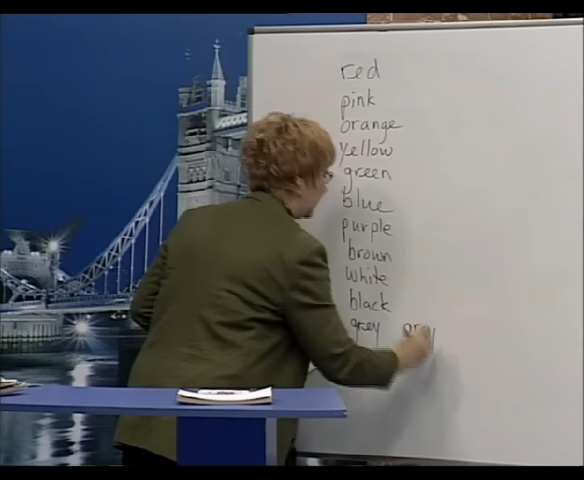 red
pink
orange
yellow
green
blue
purple
brown
white
black
grey